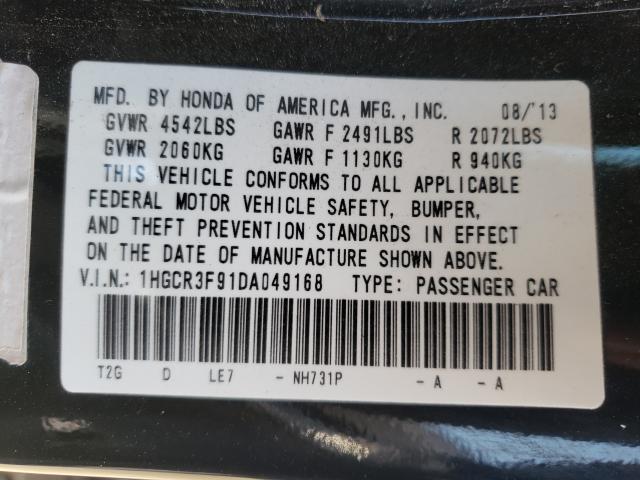 MFD. BY HONDA OF AMERICA MFG., INC. 08/'13
GVWR 4542LBS GAWR F 2491LBS R 2072LBS
GVWR 2060KG GAWR F 1130KG R 940KG
THIS VEHICLE CONFORMS TO ALL APPLICABLE
FEDERAL MOTOR VEHICLE SAFETY, BUMPER,
AND THEFT PREVENTION STANDARDS IN EFFECT
ON THE DATE OF MANUFACTURE SHOWN ABOVE.
V.I.N.: 1HGCR3F91DA049168 TYPE: PASSENGER CAR
T2G D LE7 - NH731P - A - A